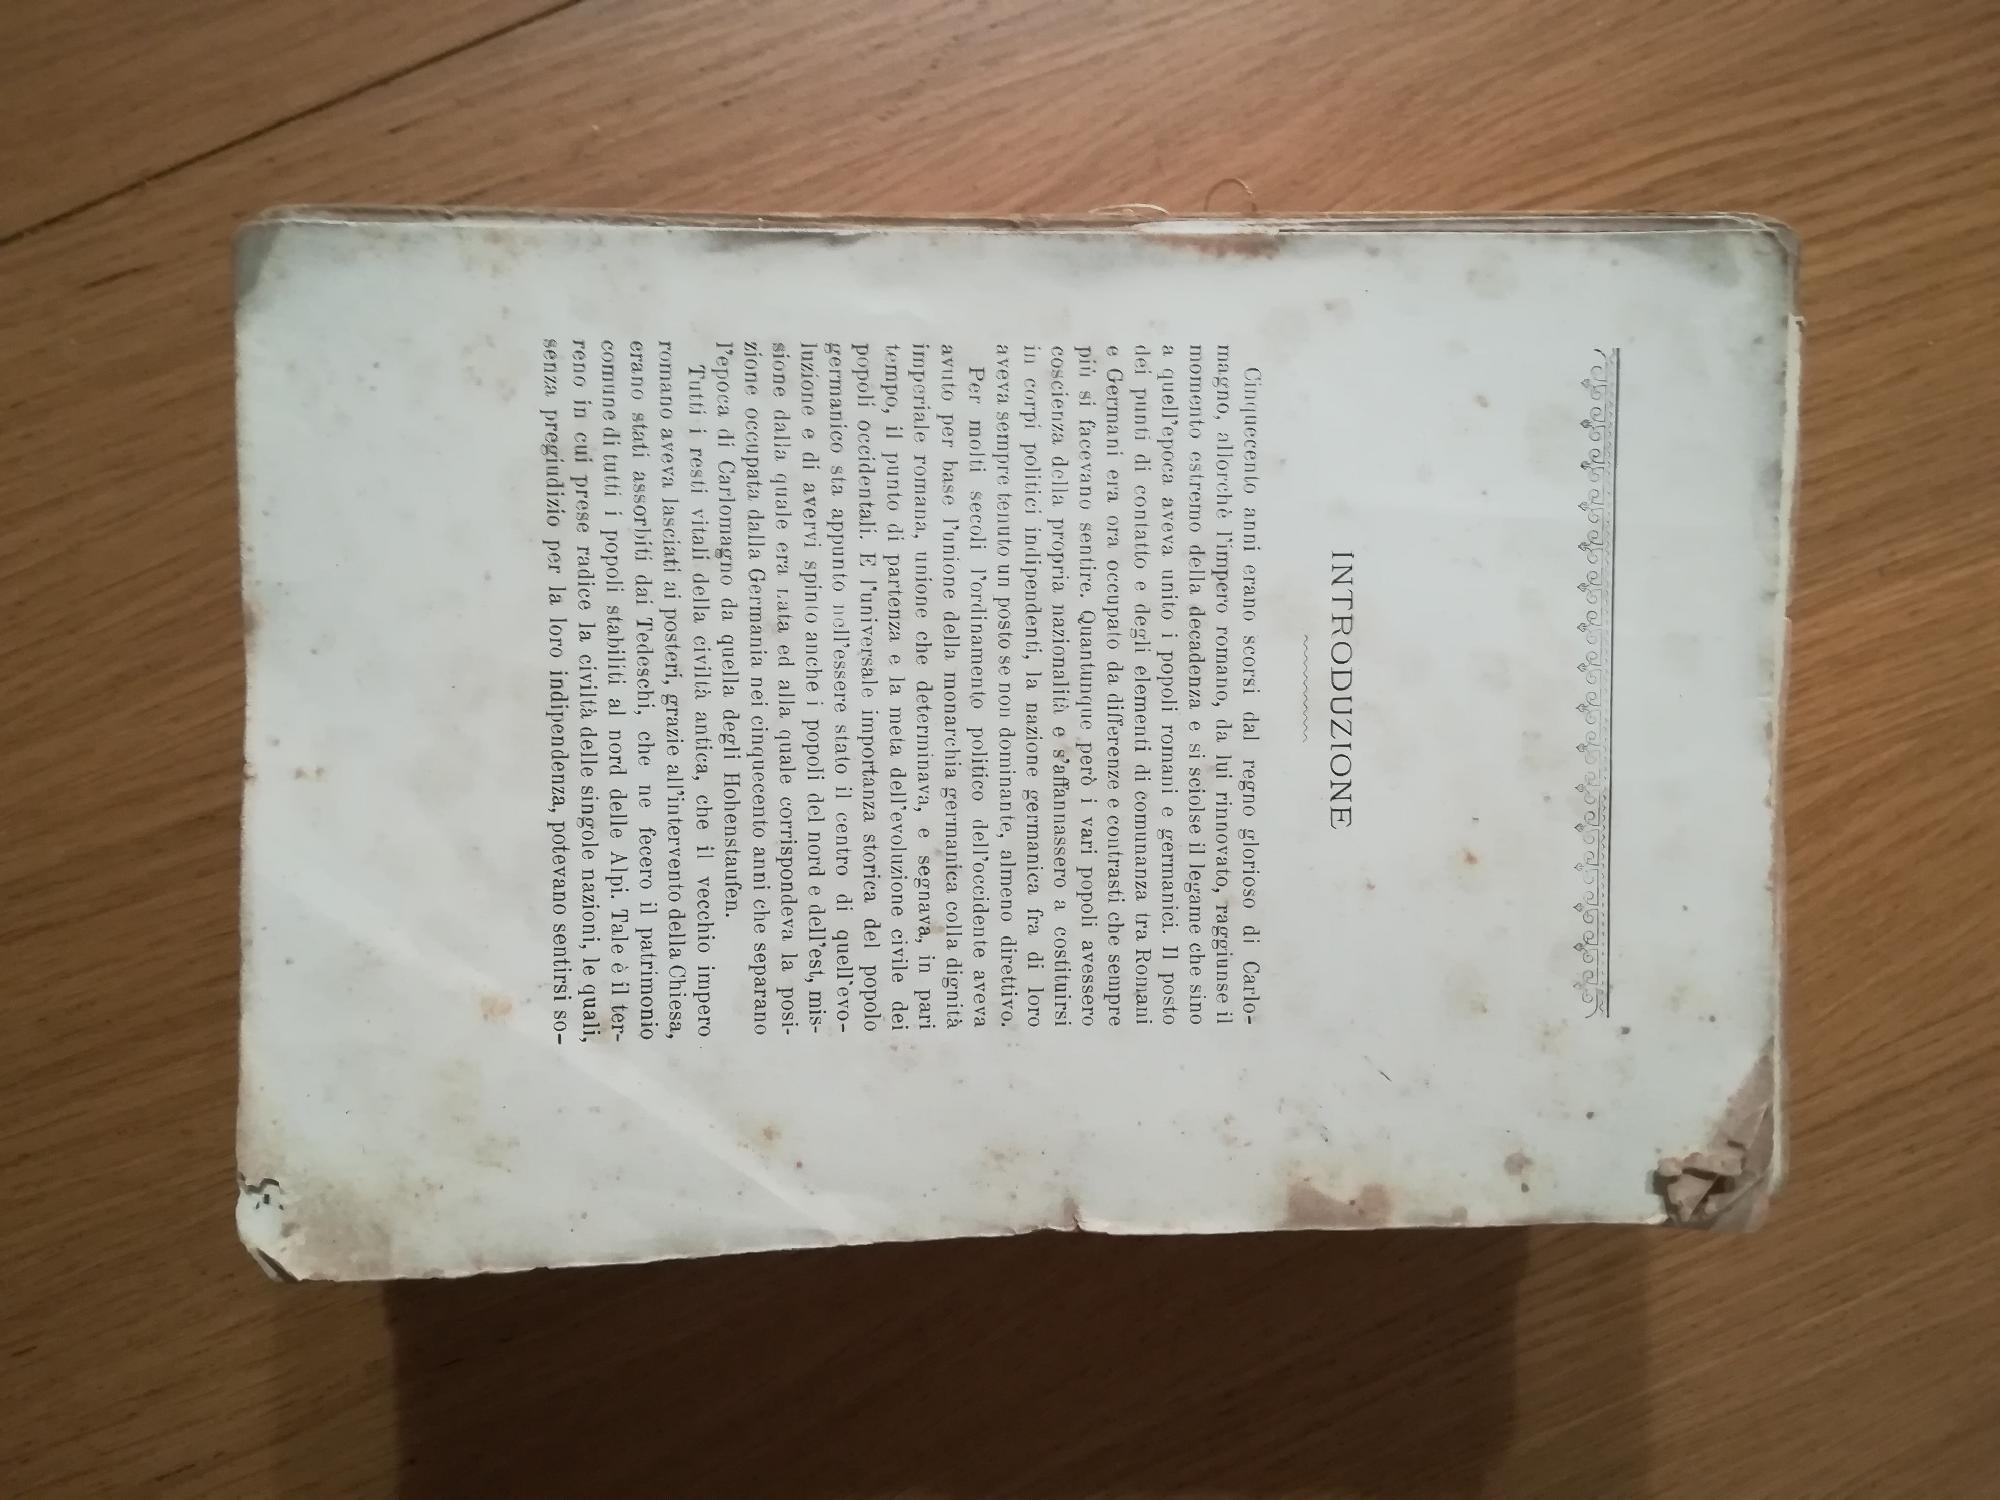 INTRODUZIONE
Cinquecento anni erano scorsi dal regno glorioso di Carlo-
magno, allorchè l'impero romano, da lui rinnovato, raggiunse il
momento estremo della decadenza e si sciolse il legame che sino
a quell'epoca aveva unito i popoli romani e germanici. Il posto
dei punti di contatto e degli elementi di comunanza tra Romani
e Germani era ora occupato da differenze e contrasti che sempre
più si facevano sentire. Quantunque però i vari popoli avessero
coscienza della propria nazionalità e s'affannassero a costituirsi
in corpi politici indipendenti, la nazione germanica fra di loro
aveva sempre tenuto un posto se non dominante, almeno direttivo.
Per molti secoli l'ordinamento politico dell'occidente aveva
avuto per base l'unione della monarchia germanica colla dignità
imperiale romana, unione che determinava, e segnava, in pari
tempo, il punto di partenza e la meta dell'evoluzione civile dei
popoli occidentali. E l'universale importanza storica del popolo
germanico sta appunto nell'essere stato il centro di quell'evo-
luzione e di avervi spinto anche i popoli del nord e dell'est, mis-
sione dalla quale era nata ed alla quale corrispondeva la posi-
zione occupata dalla Germania nei cinquecento anni che separano
l'epoca di Carlomagno da quella degli Hohenstaufen.
Tutti i resti vitali della civiltà antica, che il vecchio impero
romano aveva lasciati ai posteri, grazie all'intervento della Chiesa,
erano stati assorbiti dai Tedeschi, che ne fecero il patrimonio
comune di tutti i popoli stabiliti al nord delle Alpi. Tale è il ter-
reno in cui prese radice la civiltà delle singole nazioni, le quali,
senza pregiudizio per la loro indipendenza, potevano sentirsi so-